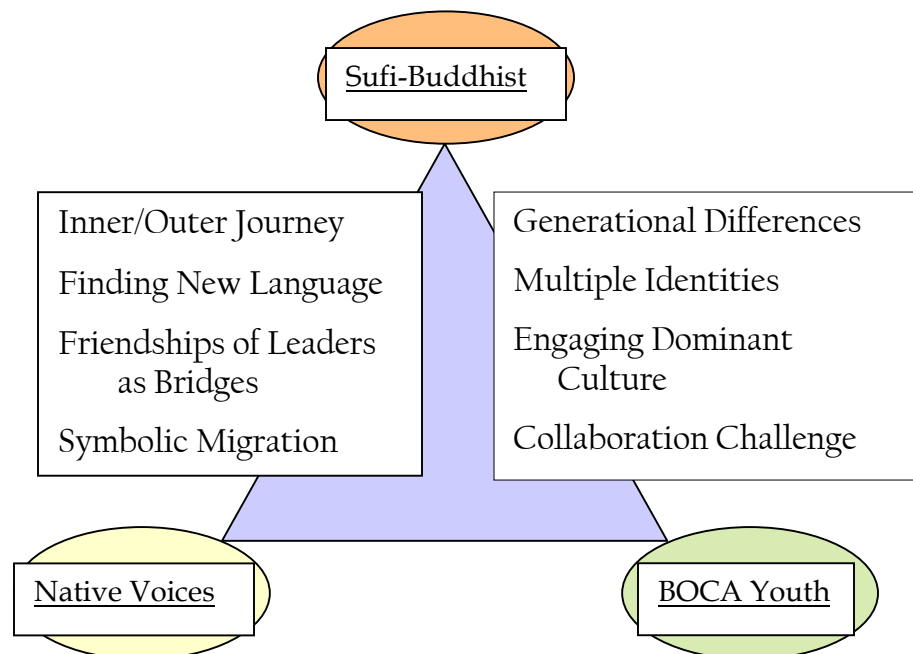 Sufi-Buddhist
Inner/Outer Journey
Finding New Language
Friendships of Leaders
as Bridges
Symbolic Migration
Generational Differences
Multiple Identities
Engaging Dominant
Culture
Collaboration Challenge
Native Voices
BOCA Youth